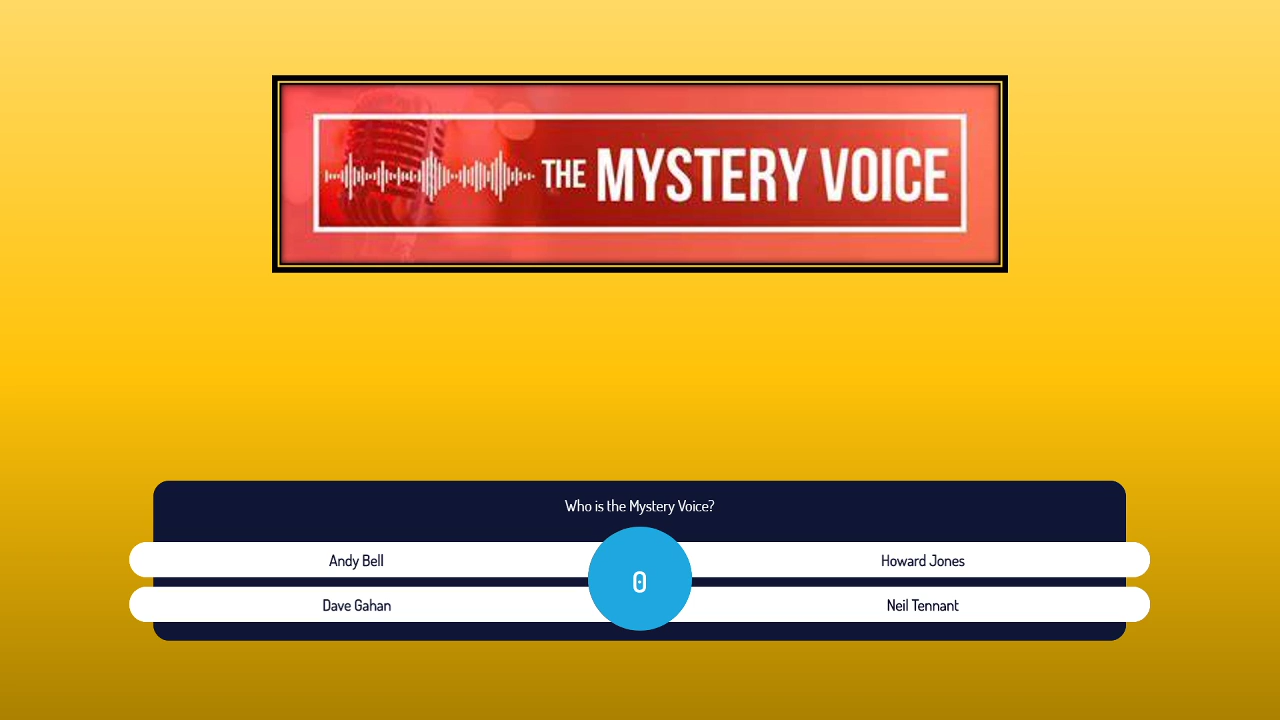 THE MYSTERY VOICE
Who is the Mystery Voice?
Andy Bell
Howard Jones
0
Dave Gahan
Neil Tennant